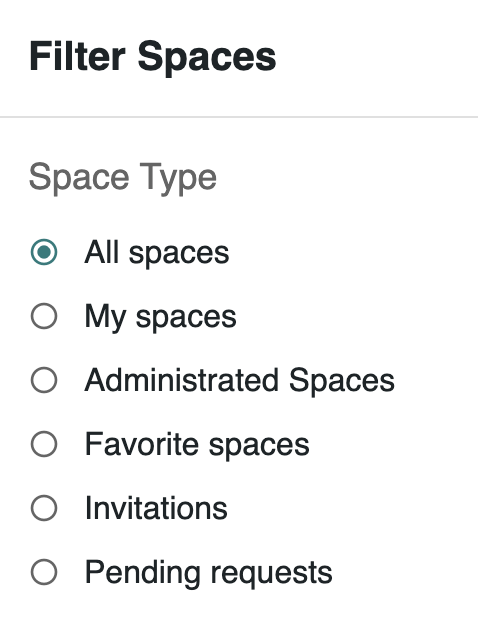 Filter Spaces
Space Type
All spaces
My spaces
Administrated Spaces
Favorite spaces
Invitations
Pending requests